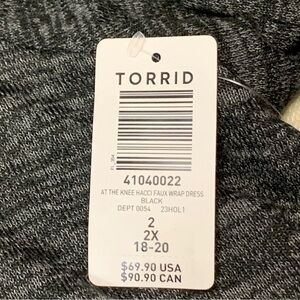 TORRID
41040022
AT THE KNEE HACCI FAUX WRAP DRESS
BLACK
DEPT 0054 23HOL1
2
2X
18-20
$69.90 USA
$90.90 CAN